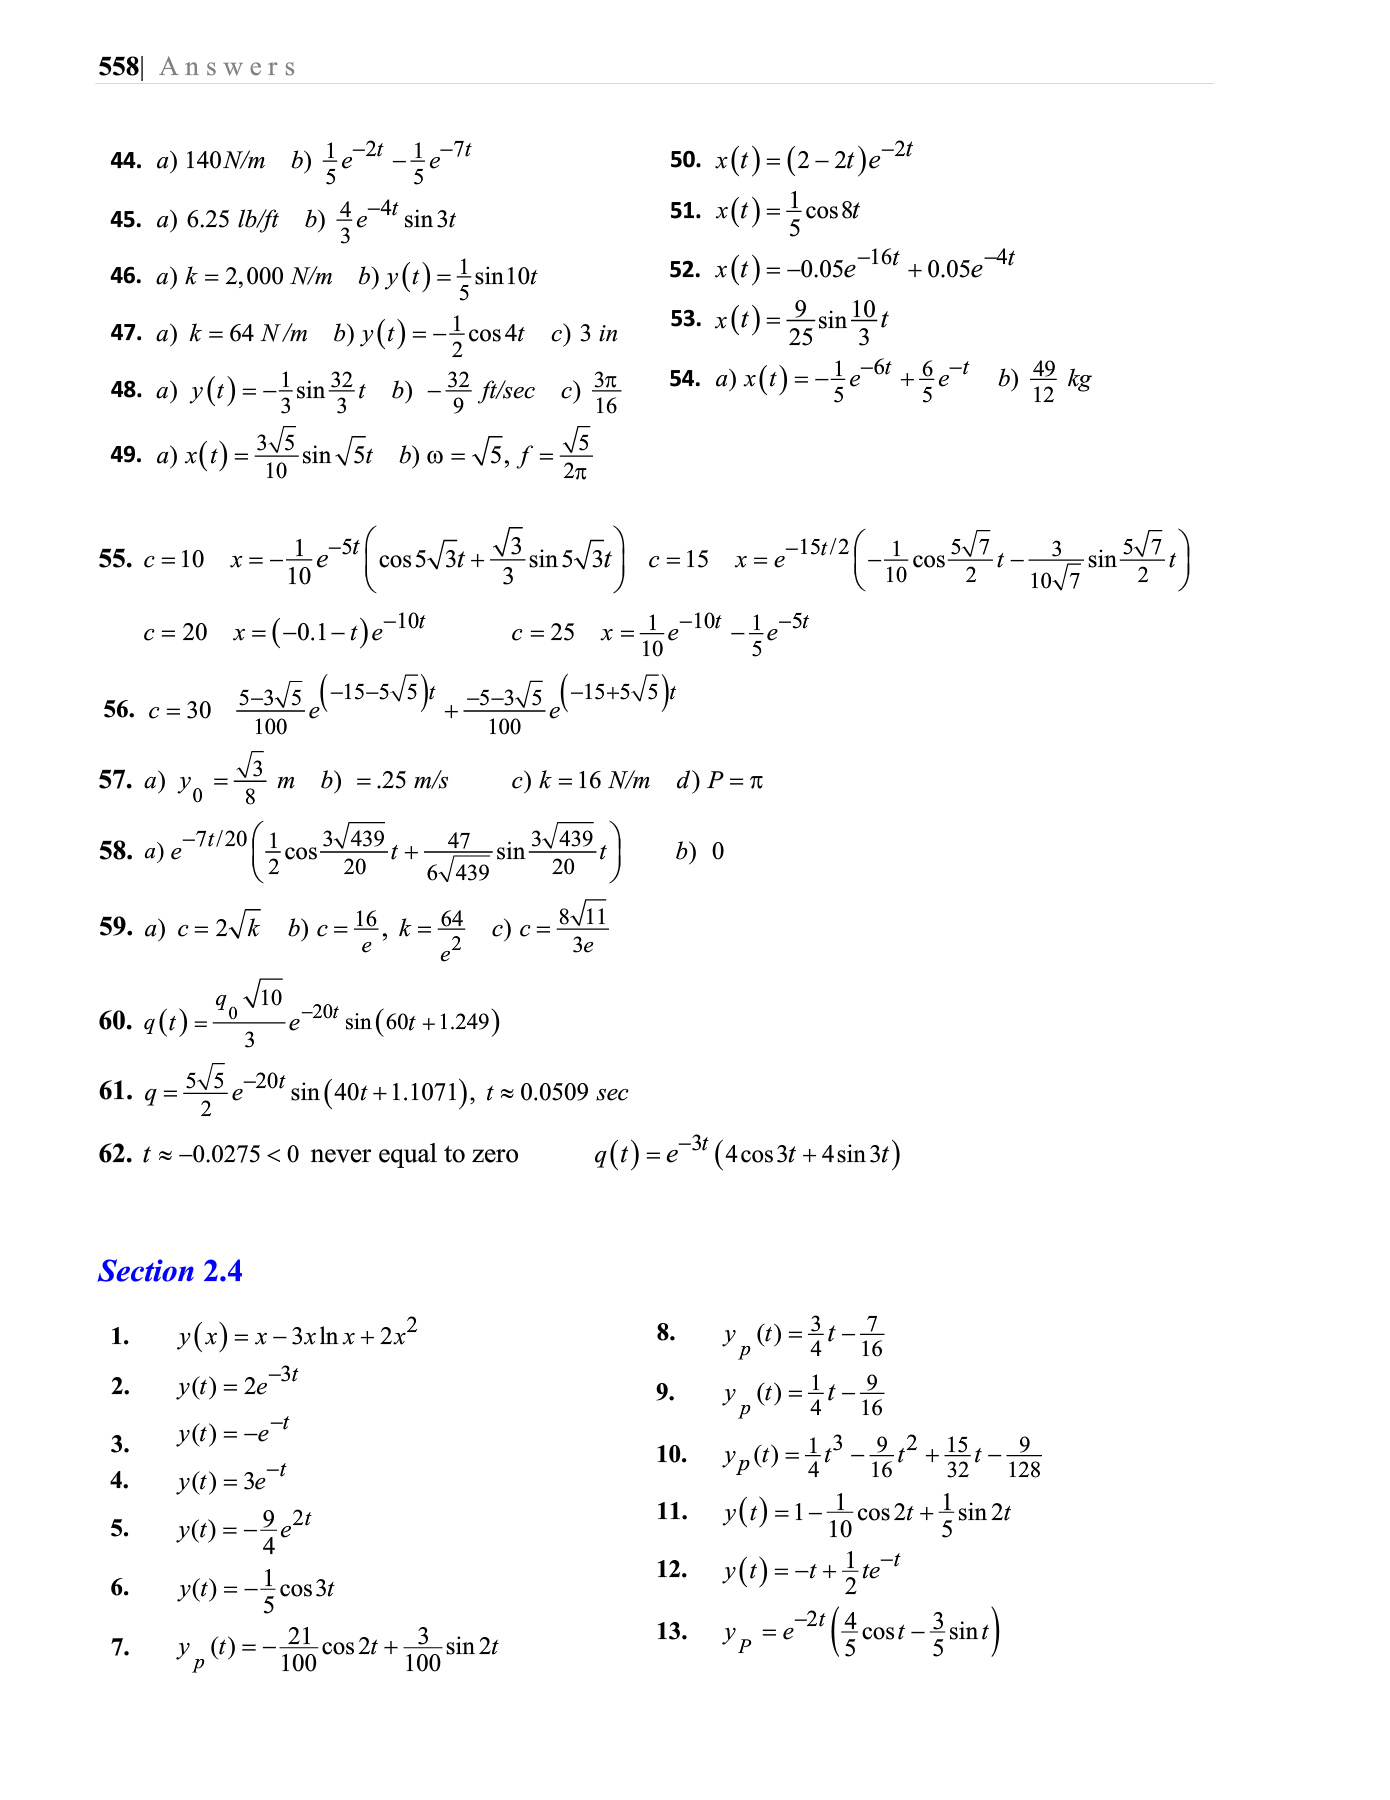 558| Answers
44. a) 140 N/m b) \frac{1}{5}e^{-2t} - \frac{1}{5}e^{-7t}
45. a) 6.25 lb/ft b) \frac{4}{3}e^{-4t} \sin 3t
46. a) k = 2,000 N/m b) y(t) = \frac{1}{5}\sin 10t
47. a) k = 64 N/m b) y(t) = -\frac{1}{2}\cos 4t c) 3 in
48. a) y(t) = -\frac{1}{3}\sin\frac{32}{3}t b) -\frac{32}{9} ft/sec c) \frac{3π}{16}
49. a) x(t) = \frac{3\sqrt{5}}{10}\sin\sqrt{5}t b) ω = \sqrt{5}, f = \frac{\sqrt{5}}{2π}
50. x(t) = (2 - 2t)e^{-2t}
51. x(t) = \frac{1}{5}\cos 8t
52. x(t) = -0.05e^{-16t} + 0.05e^{-4t}
53. x(t) = \frac{9}{25}\sin\frac{10}{3}t
54. a) x(t) = -\frac{1}{5}e^{-6t} + \frac{6}{5}e^{-t} b) \frac{49}{12} kg
55. c = 10 x = -\frac{1}{10}e^{-5t}(\cos 5\sqrt{3}t + \frac{\sqrt{3}}{3}\sin 5\sqrt{3}t) c = 15 x = e^{-15t/2}(-\frac{1}{10}\cos\frac{5\sqrt{7}}{2}t - \frac{3}{10\sqrt{7}}\sin\frac{5\sqrt{7}}{2}t)
c = 20 x = (-0.1 - t)e^{-10t} c = 25 x = \frac{1}{10}e^{-10t} - \frac{1}{5}e^{-5t}
56. c = 30 \frac{5-3\sqrt{5}}{100}e^{(-15-5\sqrt{5})t} + \frac{-5-3\sqrt{5}}{100}e^{(-15+5\sqrt{5})t}
57. a) y_0 = \frac{\sqrt{3}}{8} m b) = .25 m/s c) k = 16 N/m d) P = π
58. a) e^{-7t/20}(\frac{1}{2}\cos\frac{3\sqrt{439}}{20}t + \frac{47}{6\sqrt{439}}\sin\frac{3\sqrt{439}}{20}t) b) 0
59. a) c = 2\sqrt{k} b) c = \frac{16}{e}, k = \frac{64}{e^2} c) c = \frac{8\sqrt{11}}{3e}
60. q(t) = \frac{q_0\sqrt{10}}{3}e^{-20t}\sin(60t + 1.249)
61. q = \frac{5\sqrt{5}}{2}e^{-20t}\sin(40t + 1.1071), t ≈ 0.0509 sec
62. t ≈ -0.0275 < 0 never equal to zero q(t) = e^{-3t}(4\cos 3t + 4\sin 3t)
Section 2.4
1. y(x) = x - 3x\ln x + 2x^2
2. y(t) = 2e^{-3t}
3. y(t) = -e^{-t}
4. y(t) = 3e^{-t}
5. y(t) = -\frac{9}{4}e^{2t}
6. y(t) = -\frac{1}{5}\cos 3t
7. y_p(t) = -\frac{21}{100}\cos 2t + \frac{3}{100}\sin 2t
8. y_p(t) = \frac{3}{4}t - \frac{7}{16}
9. y_p(t) = \frac{1}{4}t - \frac{9}{16}
10. y_p(t) = \frac{1}{4}t^3 - \frac{9}{16}t^2 + \frac{15}{32}t - \frac{9}{128}
11. y(t) = 1 - \frac{1}{10}\cos 2t + \frac{1}{5}\sin 2t
12. y(t) = -t + \frac{1}{2}te^{-t}
13. y_P = e^{-2t}(\frac{4}{5}\cos t - \frac{3}{5}\sin t)